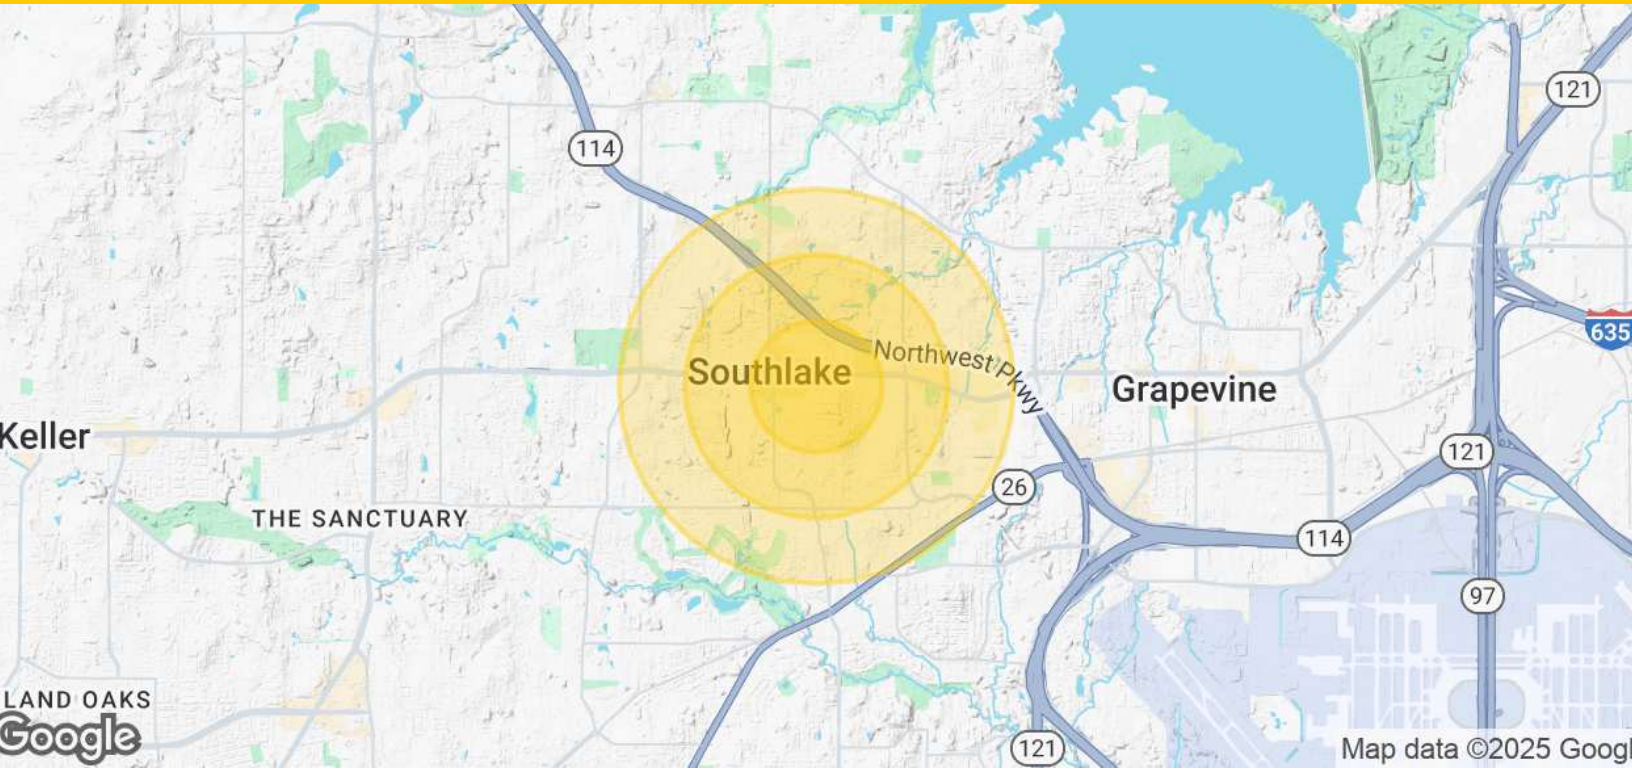 121
114
635
Northwest Pkwy
Southlake
Grapevine
Keller
121
26
THE SANCTUARY
114
97
LAND OAKS
Google
121
Map data ©2025 Googl